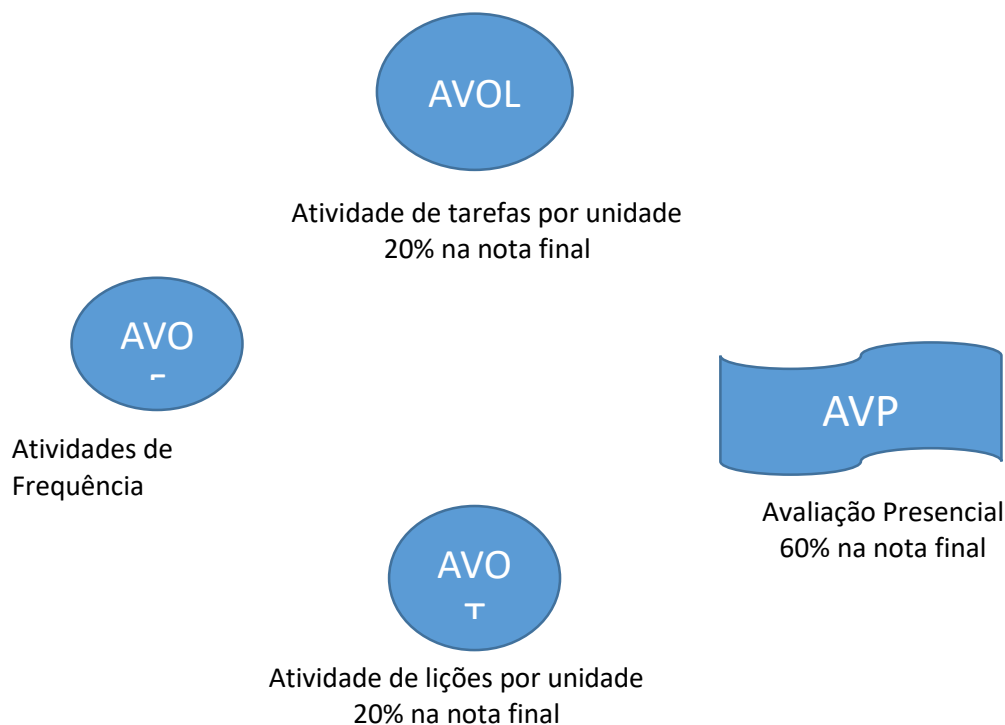 AVOL
Atividade de tarefas por unidade
20% na nota final
AVO
Atividades de
Frequência
AVP
Avaliação Presencial
60% na nota final
AVO
T
Atividade de lições por unidade
20% na nota final